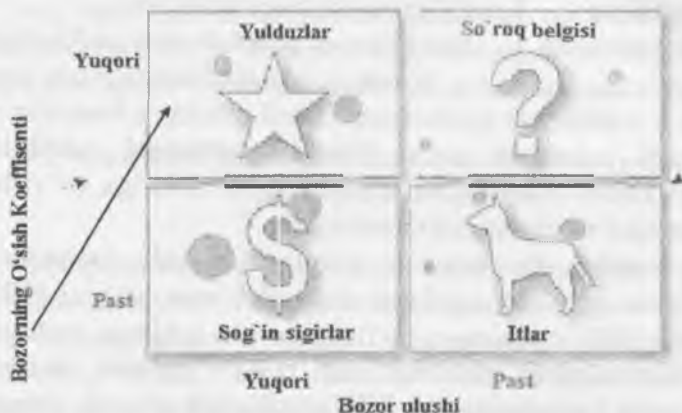 Yulduzlar
So`roq belgisi
Yuqori
Bozorning O‘sish Koeffisenti
Past
Sog`in sigirlar
Itlar
Yuqori
Past
Bozor ulushi